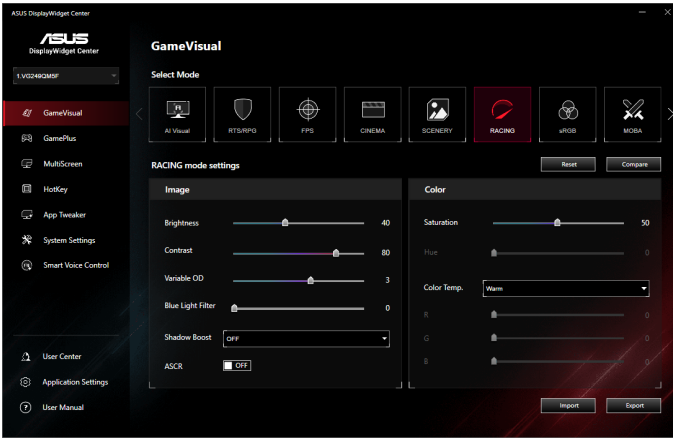 ASUS DisplayWidget Center
ASUS
DisplayWidget Center
1.VG249QM5F
GameVisual
GamePlus
MultiScreen
HotKey
App Tweaker
System Settings
Smart Voice Control
User Center
Application Settings
User Manual
GameVisual
Select Mode
AI Visual
RTS/RPG
FPS
CINEMA
SCENERY
RACING
sRGB
MOBA
RACING mode settings
Reset
Compare
Image
Brightness 40
Contrast 80
Variable OD 3
Blue Light Filter 0
Shadow Boost OFF
ASCR OFF
Color
Saturation 50
Hue 0
Color Temp. Warm
R 0
G 0
B 0
Import
Export